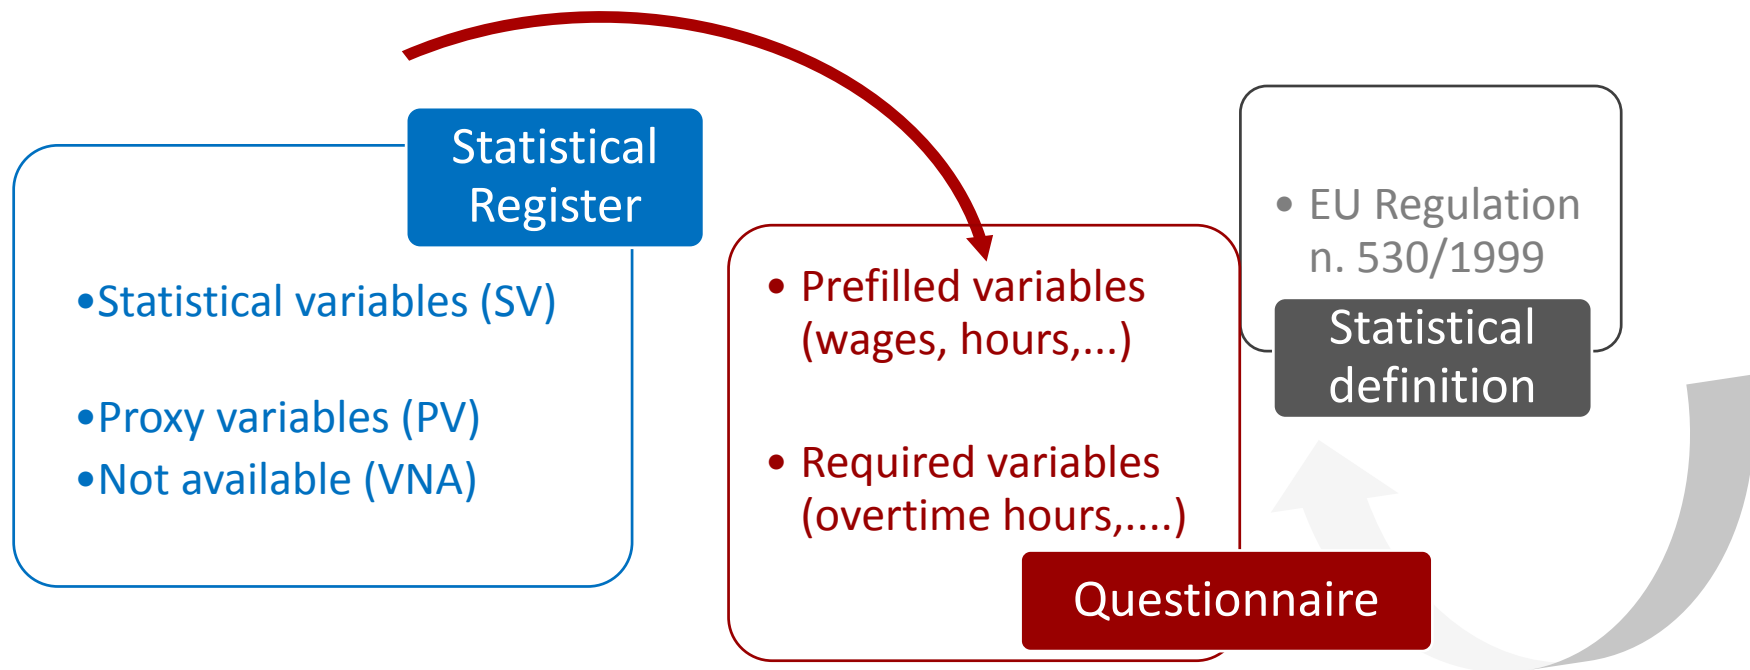 Statistical
Register
•Statistical variables (SV)
•Proxy variables (PV)
•Not available (VNA)
• Prefilled variables
(wages, hours,...)
• Required variables
(overtime hours,....)
Questionnaire
• EU Regulation
n. 530/1999
Statistical
definition